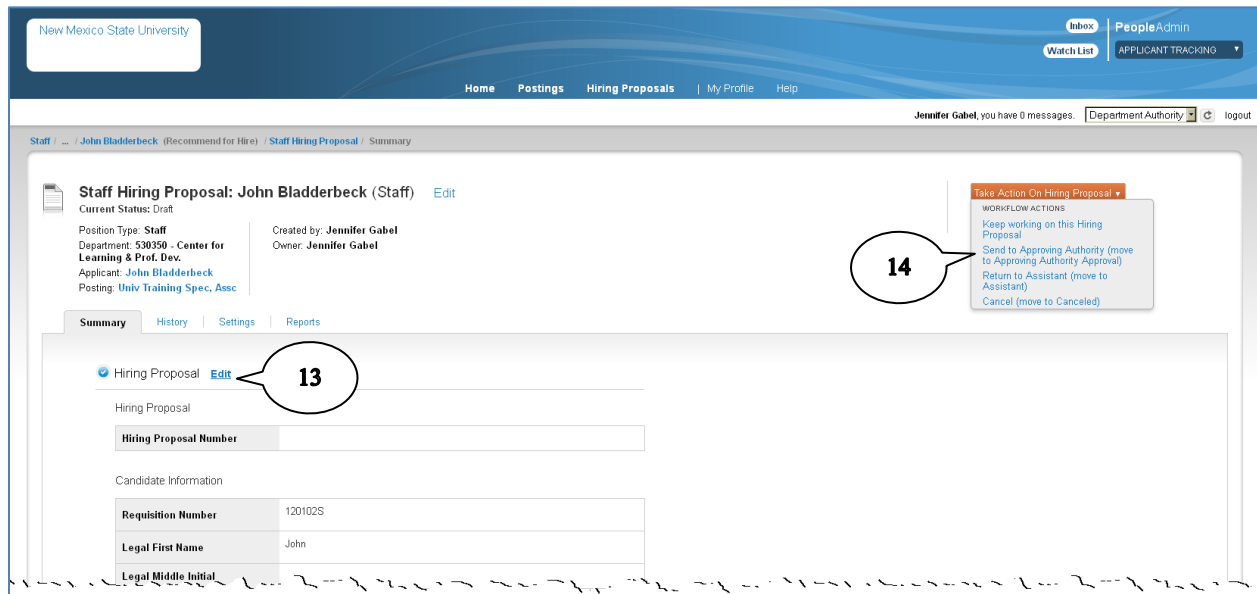 New Mexico State University
Inbox
PeopleAdmin
Watch List
APPLICANT TRACKING
Home Postings Hiring Proposals | My Profile Help
Jennifer Gabel, you have 0 messages. Department Authority logout
Staff / ... / John Bladderbeck (Recommend for Hire) / Staff Hiring Proposal / Summary
Staff Hiring Proposal: John Bladderbeck (Staff) Edit
Current Status: Draft
Position Type: Staff
Department: 530350 - Center for
Learning & Prof. Dev.
Applicant: John Bladderbeck
Posting: Univ Training Spec, Assc
Created by: Jennifer Gabel
Owner: Jennifer Gabel
Take Action On Hiring Proposal
WORKFLOW ACTIONS
Keep working on this Hiring
Proposal
Send to Approving Authority (move
to Approving Authority Approval)
Return to Assistant (move to
Assistant)
Cancel (move to Canceled)
14
Summary History Settings Reports
Hiring Proposal Edit
13
Hiring Proposal
Hiring Proposal Number
Candidate Information
Requisition Number 120102S
Legal First Name John
Legal Middle Initial